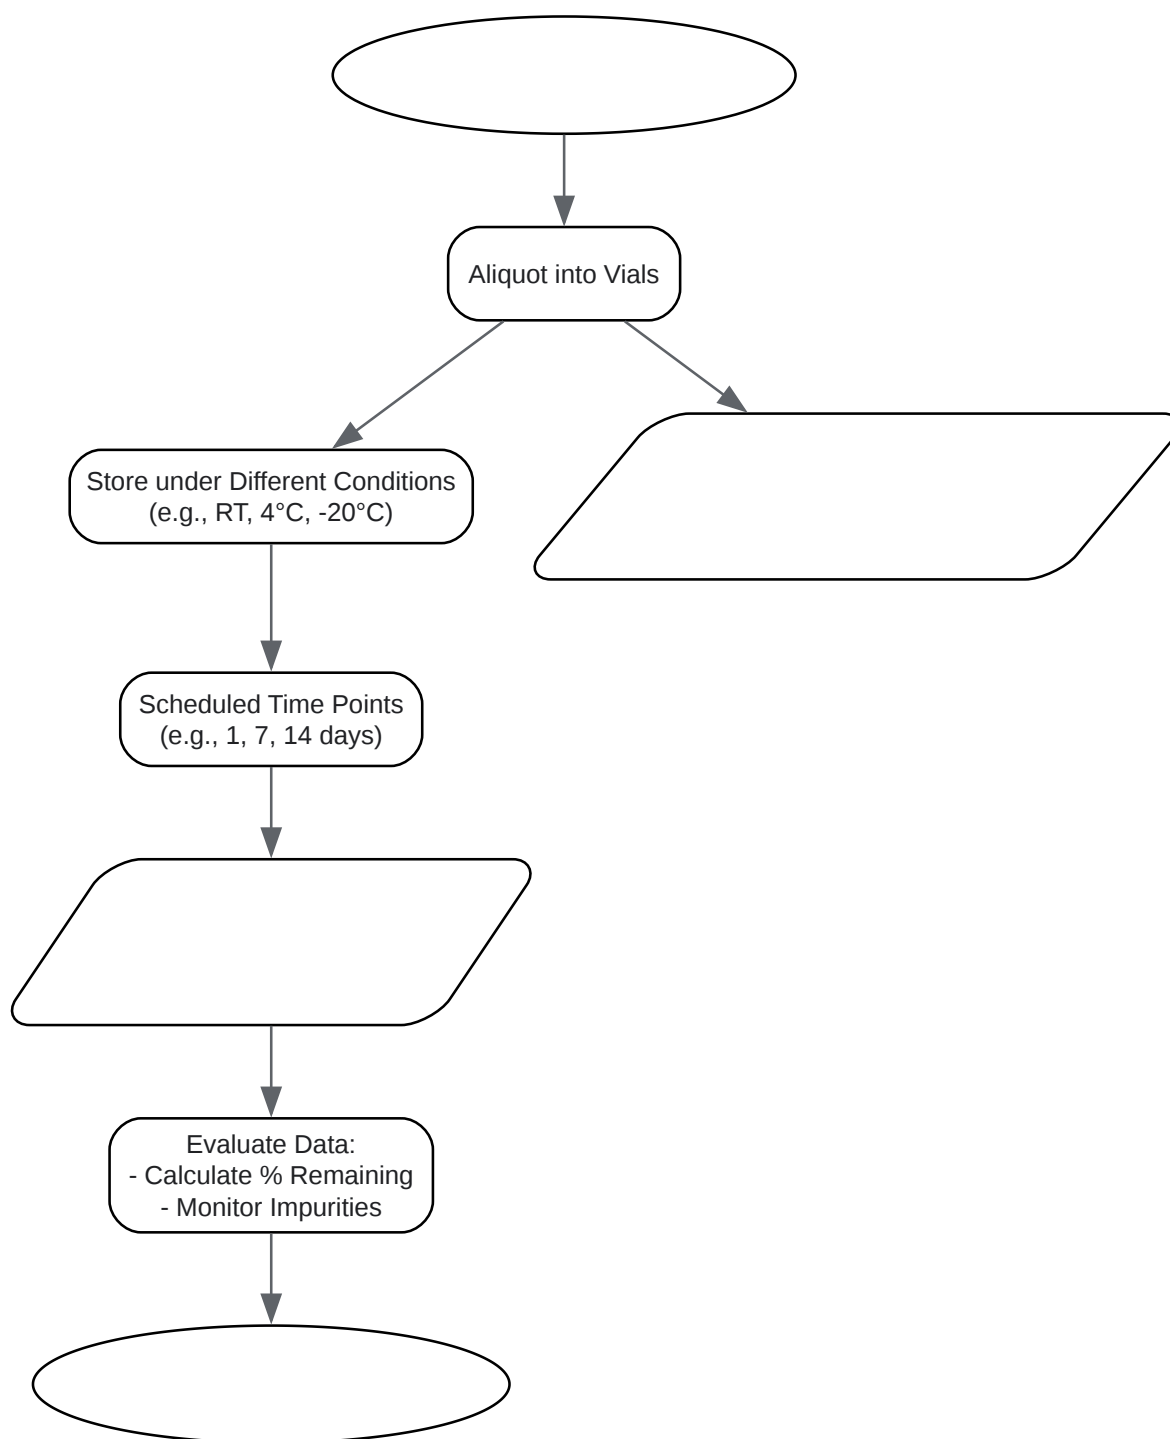 Aliquot into Vials
Store under Different Conditions
(e.g., RT, 4°C, -20°C)
Scheduled Time Points
(e.g., 1, 7, 14 days)
Evaluate Data:
- Calculate % Remaining
- Monitor Impurities